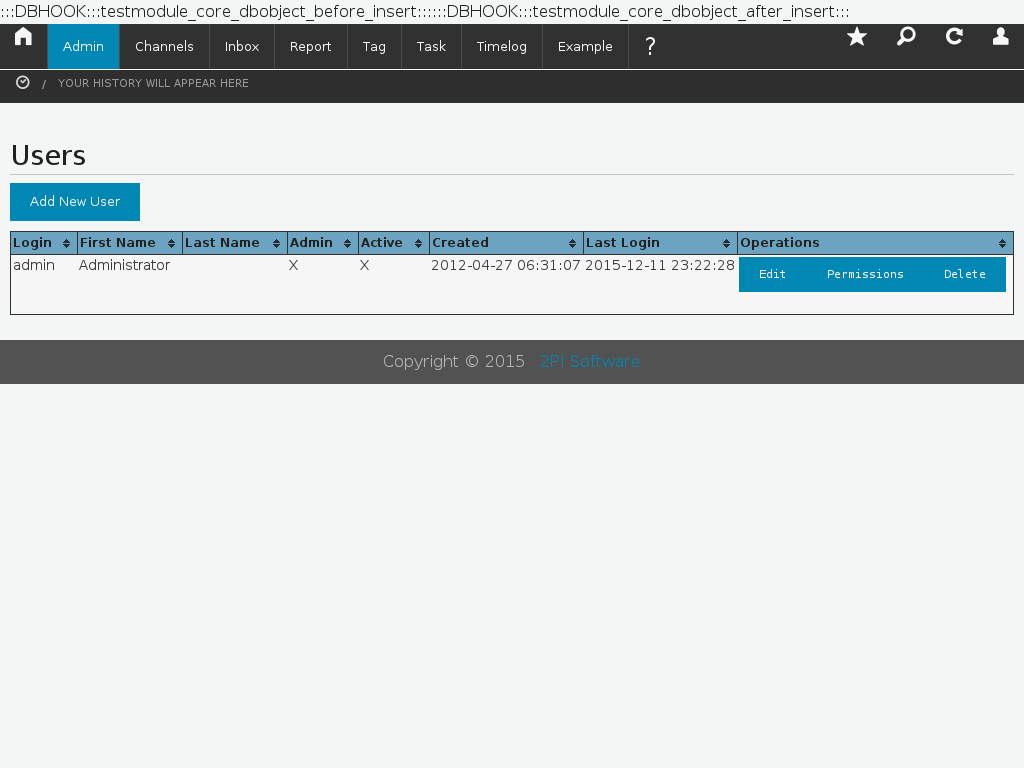 :::DBHOOK:::testmodule_core_dbobject_before_insert::::::DBHOOK:::testmodule_core_dbobject_after_insert:::
Admin Channels Inbox Report Tag Task Timelog Example ?
/ YOUR HISTORY WILL APPEAR HERE
Users
Add New User
Login First Name Last Name Admin Active Created Last Login Operations
admin Administrator X X 2012-04-27 06:31:07 2015-12-11 23:22:28 Edit Permissions Delete
Copyright © 2015 2PI Software